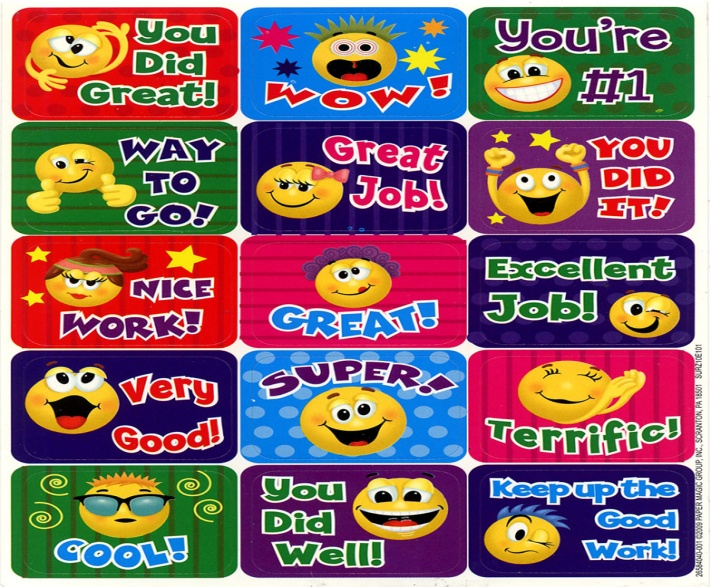 You
Did
Great!
WOW!
You're
#1
WAY
TO
GO!
Great
Job!
YOU
DID
IT!
NICE
WORK!
GREAT!
Excellent
Job!
Very
Good!
SUPER!
Terrific!
COOL!
You
Did
Well!
Keep up the
Good
Work!
©2009 PAPER MAGIC GROUP, INC. SCRANTON, PA 18501